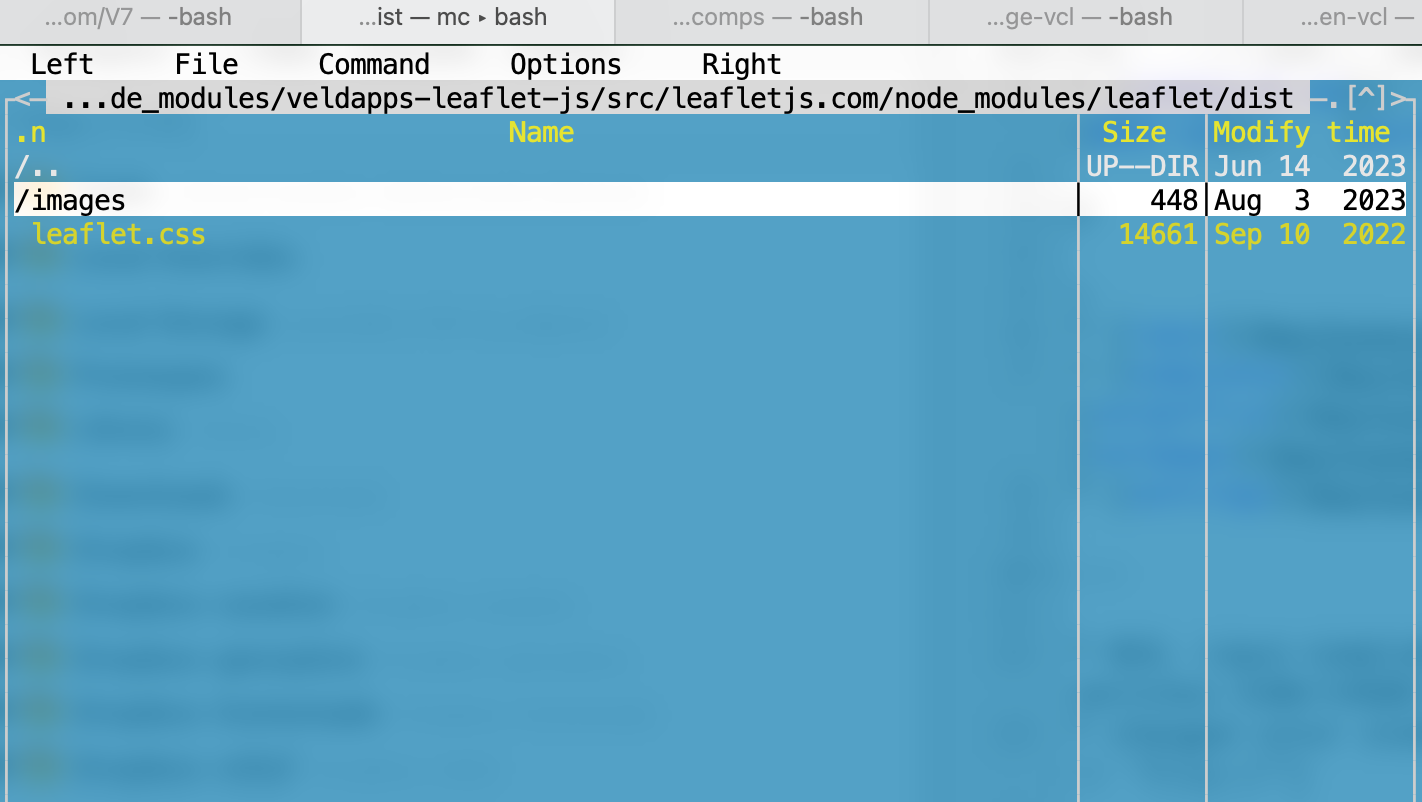 ...om/V7 — -bash ...ist — mc ▸ bash ...comps — -bash ...ge-vcl — -bash ...en-vcl —
Left File Command Options Right
<— ...de_modules/veldapps-leaflet-js/src/leafletjs.com/node_modules/leaflet/dist —.[^]>
.n Name Size Modify time
/.. UP--DIR Jun 14 2023
/images 448 Aug 3 2023
leaflet.css 14661 Sep 10 2022